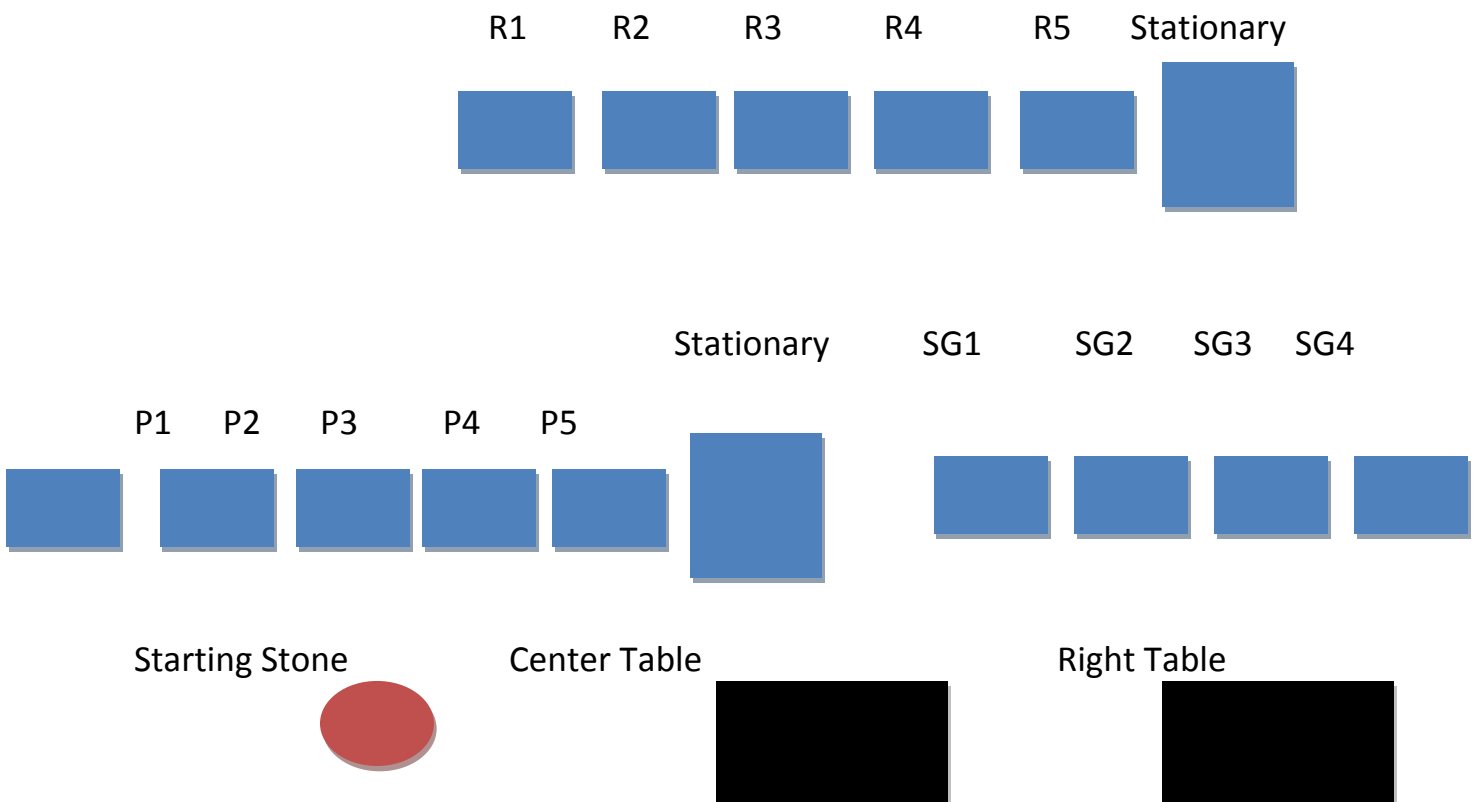 R1 R2 R3 R4 R5 Stationary
Stationary SG1 SG2 SG3 SG4
P1 P2 P3 P4 P5
Starting Stone Center Table Right Table